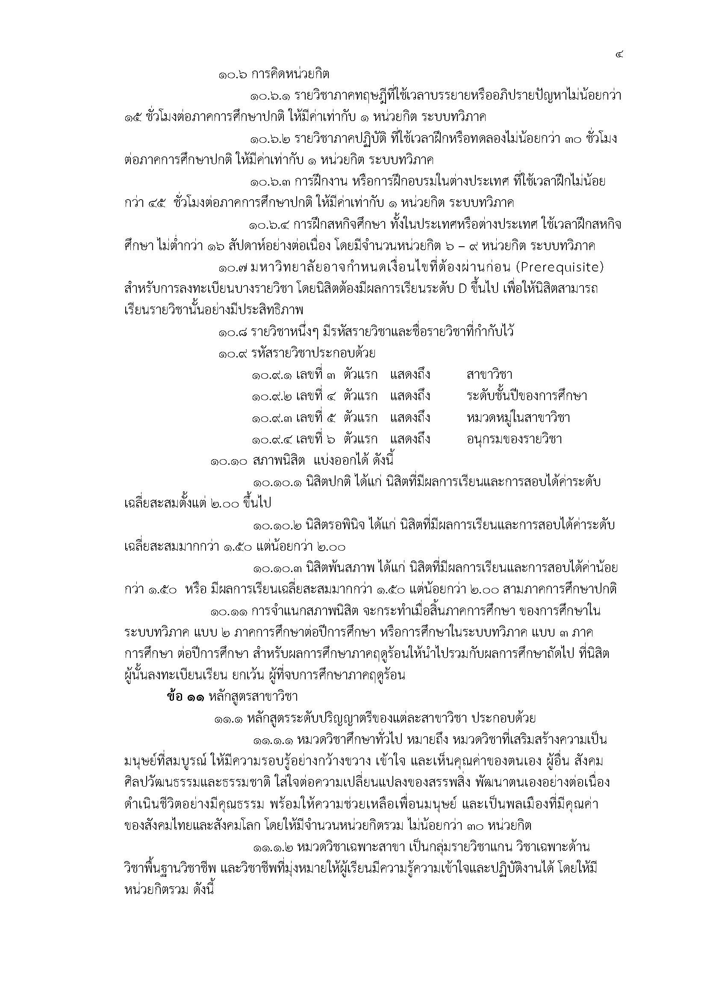 ๔
๑๐.๖ การคิดหน่วยกิต
๑๐.๖.๑ รายวิชาภาคทฤษฎีที่ใช้เวลาบรรยายหรืออภิปรายปัญหาไม่น้อยกว่า
๑๕ ชั่วโมงต่อภาคการศึกษาปกติ ให้มีค่าเท่ากับ ๑ หน่วยกิต ระบบทวิภาค
๑๐.๖.๒ รายวิชาภาคปฏิบัติ ที่ใช้เวลาฝึกหรือทดลองไม่น้อยกว่า ๓๐ ชั่วโมง
ต่อภาคการศึกษาปกติ ให้มีค่าเท่ากับ ๑ หน่วยกิต ระบบทวิภาค
๑๐.๖.๓ การฝึกงาน หรือการฝึกอบรมในต่างประเทศ ที่ใช้เวลาฝึกไม่น้อย
กว่า ๔๕ ชั่วโมงต่อภาคการศึกษาปกติ ให้มีค่าเท่ากับ ๑ หน่วยกิต ระบบทวิภาค
๑๐.๖.๔ การฝึกสหกิจศึกษา ทั้งในประเทศหรือต่างประเทศ ใช้เวลาฝึกสหกิจ
ศึกษา ไม่ต่ำกว่า ๑๖ สัปดาห์อย่างต่อเนื่อง โดยมีจำนวนหน่วยกิต ๖ – ๙ หน่วยกิต ระบบทวิภาค
๑๐.๗ มหาวิทยาลัยอาจกำหนดเงื่อนไขที่ต้องผ่านก่อน (Prerequisite)
สำหรับการลงทะเบียนบางรายวิชา โดยนิสิตต้องมีผลการเรียนระดับ D ขึ้นไป เพื่อให้นิสิตสามารถ
เรียนรายวิชานั้นอย่างมีประสิทธิภาพ
๑๐.๘ รายวิชาหนึ่งๆ มีรหัสรายวิชาและชื่อรายวิชาที่กำกับไว้
๑๐.๙ รหัสรายวิชาประกอบด้วย
๑๐.๙.๑ เลขที่ ๓ ตัวแรก แสดงถึง สาขาวิชา
๑๐.๙.๒ เลขที่ ๔ ตัวแรก แสดงถึง ระดับชั้นปีของการศึกษา
๑๐.๙.๓ เลขที่ ๕ ตัวแรก แสดงถึง หมวดหมู่ในสาขาวิชา
๑๐.๙.๔ เลขที่ ๖ ตัวแรก แสดงถึง อนุกรมของรายวิชา
๑๐.๑๐ สภาพนิสิต แบ่งออกได้ ดังนี้
๑๐.๑๐.๑ นิสิตปกติ ได้แก่ นิสิตที่มีผลการเรียนและการสอบได้ค่าระดับ
เฉลี่ยสะสมตั้งแต่ ๒.๐๐ ขึ้นไป
๑๐.๑๐.๒ นิสิตรอพินิจ ได้แก่ นิสิตที่มีผลการเรียนและการสอบได้ค่าระดับ
เฉลี่ยสะสมมากกว่า ๑.๕๐ แต่น้อยกว่า ๒.๐๐
๑๐.๑๐.๓ นิสิตพ้นสภาพ ได้แก่ นิสิตที่มีผลการเรียนและการสอบได้ค่าน้อย
กว่า ๑.๕๐ หรือ มีผลการเรียนเฉลี่ยสะสมมากกว่า ๑.๕๐ แต่น้อยกว่า ๒.๐๐ สามภาคการศึกษาปกติ
๑๐.๑๑ การจำแนกสภาพนิสิต จะกระทำเมื่อสิ้นภาคการศึกษา ของการศึกษาใน
ระบบทวิภาค แบบ ๒ ภาคการศึกษาต่อปีการศึกษา หรือการศึกษาในระบบทวิภาค แบบ ๓ ภาค
การศึกษา ต่อปีการศึกษา สำหรับผลการศึกษาภาคฤดูร้อนให้นำไปรวมกับผลการศึกษาถัดไป ที่นิสิต
ผู้นั้นลงทะเบียนเรียน ยกเว้น ผู้ที่จบการศึกษาภาคฤดูร้อน
ข้อ ๑๑ หลักสูตรสาขาวิชา
๑๑.๑ หลักสูตรระดับปริญญาตรีของแต่ละสาขาวิชา ประกอบด้วย
๑๑.๑.๑ หมวดวิชาศึกษาทั่วไป หมายถึง หมวดวิชาที่เสริมสร้างความเป็น
มนุษย์ที่สมบูรณ์ ให้มีความรอบรู้อย่างกว้างขวาง เข้าใจ และเห็นคุณค่าของตนเอง ผู้อื่น สังคม
ศิลปวัฒนธรรมและธรรมชาติ ใส่ใจต่อความเปลี่ยนแปลงของสรรพสิ่ง พัฒนาตนเองอย่างต่อเนื่อง
ดำเนินชีวิตอย่างมีคุณธรรม พร้อมให้ความช่วยเหลือเพื่อนมนุษย์ และเป็นพลเมืองที่มีคุณค่า
ของสังคมไทยและสังคมโลก โดยให้มีจำนวนหน่วยกิตรวม ไม่น้อยกว่า ๓๐ หน่วยกิต
๑๑.๑.๒ หมวดวิชาเฉพาะสาขา เป็นกลุ่มรายวิชาแกน วิชาเฉพาะด้าน
วิชาพื้นฐานวิชาชีพ และวิชาชีพที่มุ่งหมายให้ผู้เรียนมีความรู้ความเข้าใจและปฏิบัติงานได้ โดยให้มี
หน่วยกิตรวม ดังนี้